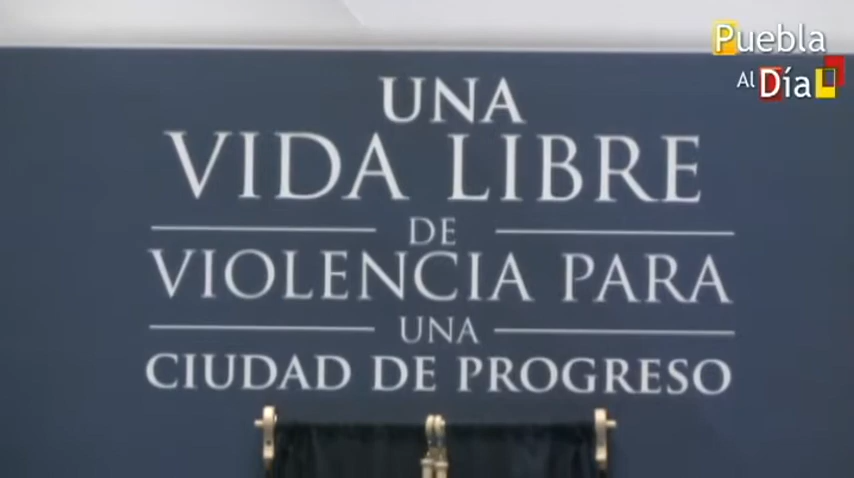 Puebla
Al Día
UNA
VIDA LIBRE
DE
VIOLENCIA PARA
UNA
CIUDAD DE PROGRESO